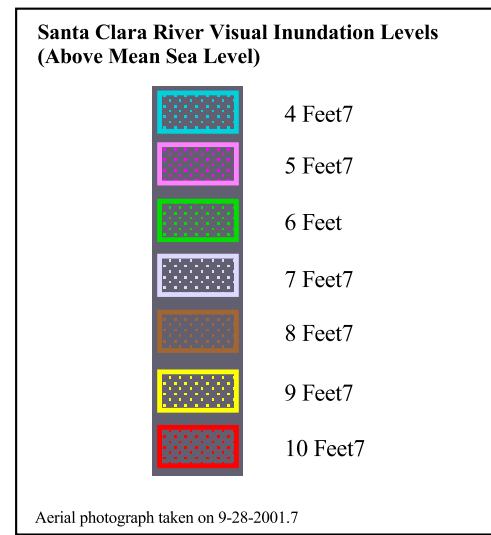 Santa Clara River Visual Inundation Levels
(Above Mean Sea Level)
4 Feet7
5 Feet7
6 Feet
7 Feet7
8 Feet7
9 Feet7
10 Feet7
Aerial photograph taken on 9-28-2001.7